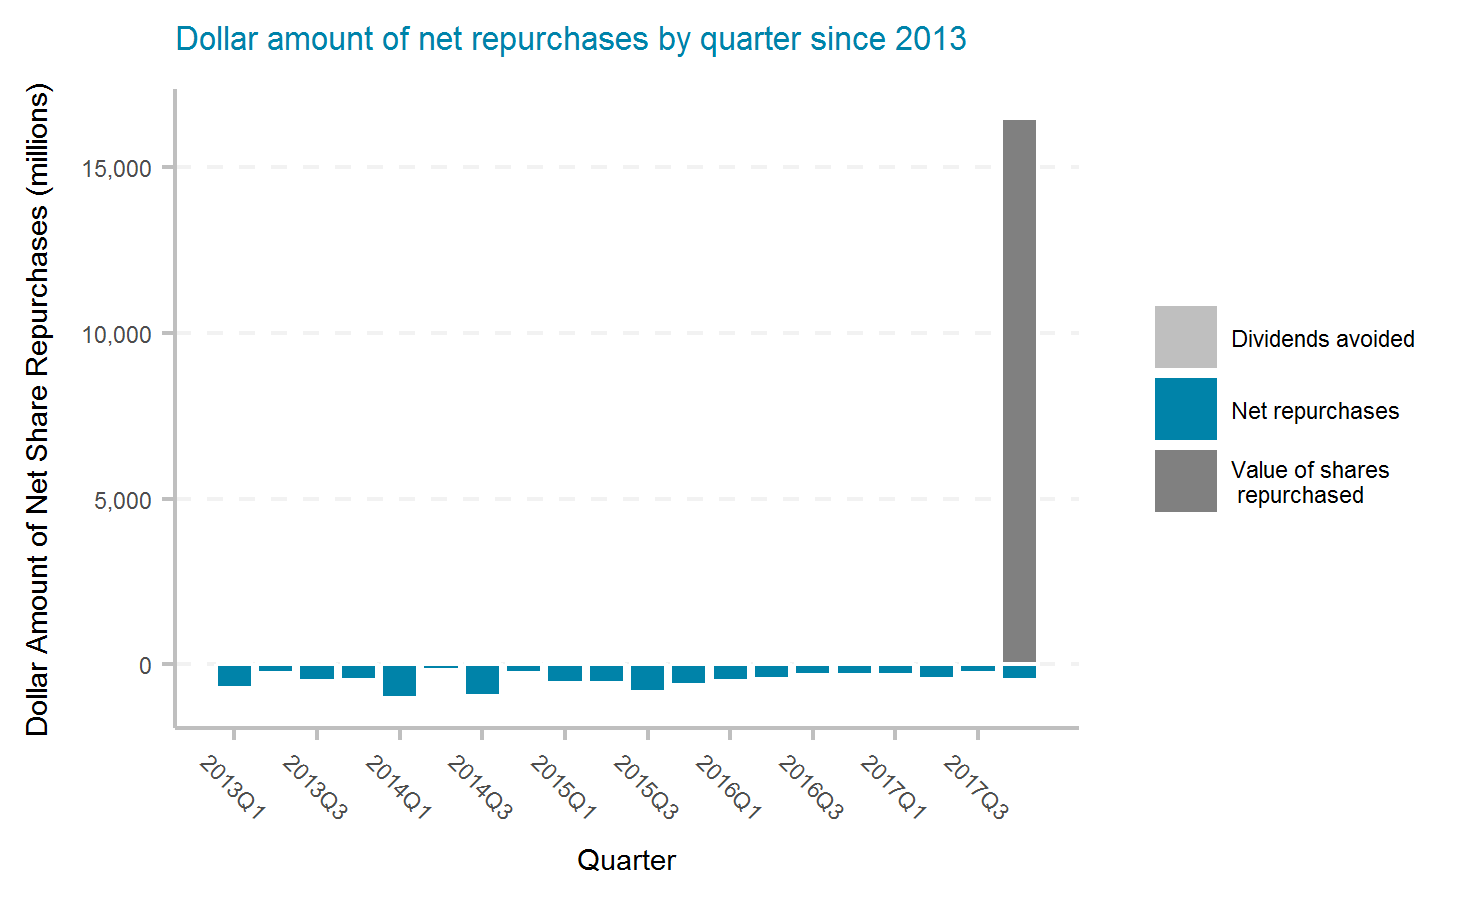 Dollar amount of net repurchases by quarter since 2013
Dollar Amount of Net Share Repurchases (millions)
15,000
10,000
5,000
0
2013Q1
2013Q3
2014Q1
2014Q3
2015Q1
2015Q3
2016Q1
2016Q3
2017Q1
2017Q3
Quarter
Dividends avoided
Net repurchases
Value of shares
repurchased